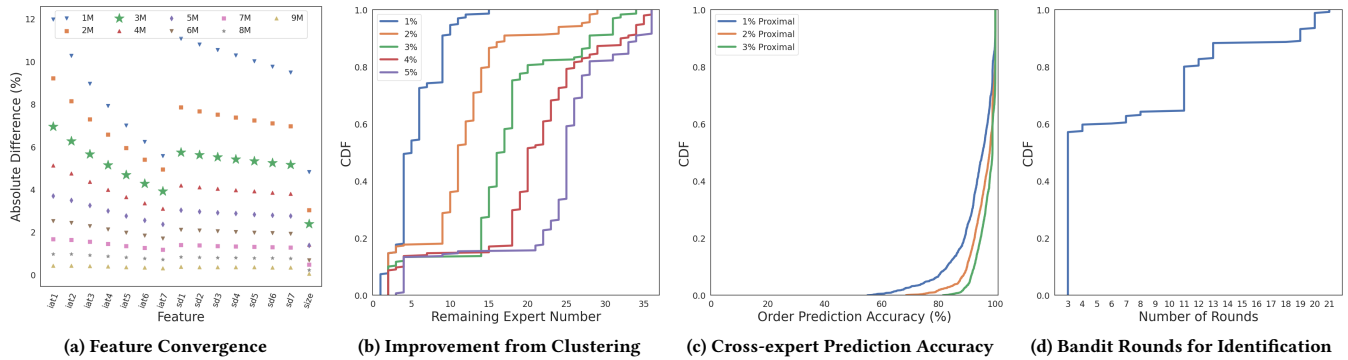 12
10
8
6
4
2
0
Absolute Difference (%)
1M 3M 5M 7M 9M
2M 4M 6M 8M
iat1 iat2 iat3 iat4 iat5 iat6 iat7 sd1 sd2 sd3 sd4 sd5 sd6 sd7 size
Feature
(a) Feature Convergence
1.0
0.8
0.6
0.4
0.2
0.0
CDF
1%
2%
3%
4%
5%
0 5 10 15 20 25 30 35
Remaining Expert Number
(b) Improvement from Clustering
1.0
0.8
0.6
0.4
0.2
0.0
CDF
1% Proximal
2% Proximal
3% Proximal
0 20 40 60 80 100
Order Prediction Accuracy (%)
(c) Cross-expert Prediction Accuracy
1.0
0.8
0.6
0.4
0.2
0.0
CDF
3 4 5 6 7 8 9 10 11 12 13 14 15 16 17 18 19 20 21
Number of Rounds
(d) Bandit Rounds for Identification